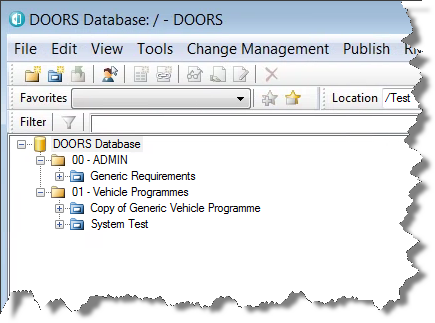 DOORS Database: / - DOORS
File Edit View Tools Change Management Publish
Favorites Location /Test
Filter
DOORS Database
00 - ADMIN
Generic Requirements
01 - Vehicle Programmes
Copy of Generic Vehicle Programme
System Test